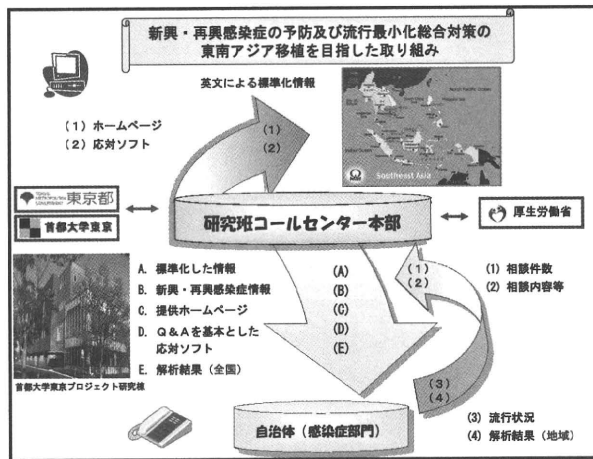 新興・再興感染症の予防及び流行最小化総合対策の
東南アジア移植を目指した取り組み
英文による標準化情報
(1) ホームページ
(2) 応対ソフト
(1)
(2)
Southeast Asia
東京都
首都大学東京
研究班コールセンター本部
厚生労働省
A. 標準化した情報
B. 新興・再興感染症情報
C. 提供ホームページ
D. Q&Aを基本とした
応対ソフト
E. 解析結果（全国）
(A)
(B)
(C)
(D)
(E)
(1)
(2)
(1) 相談件数
(2) 相談内容等
首都大学東京プロジェクト研究棟
(3)
(4)
自治体（感染症部門）
(3) 流行状況
(4) 解析結果（地域）